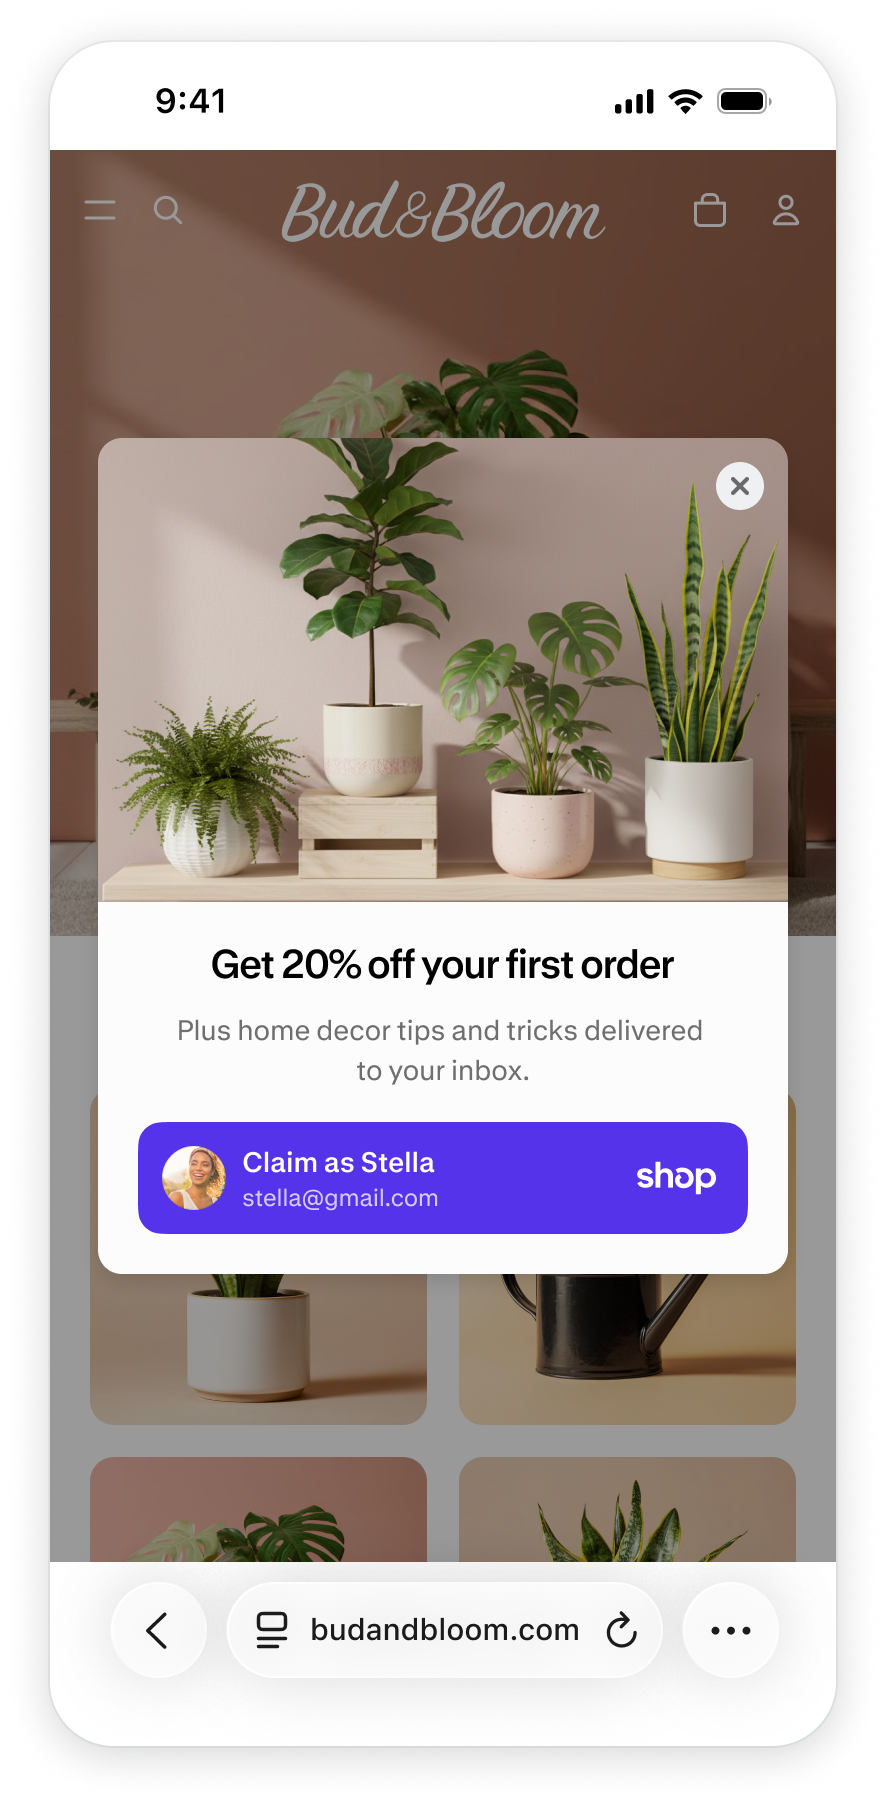 9:41
Bud&Bloom
Get 20% off your first order
Plus home decor tips and tricks delivered
to your inbox.
Claim as Stella
stella@gmail.com
shop
budandbloom.com